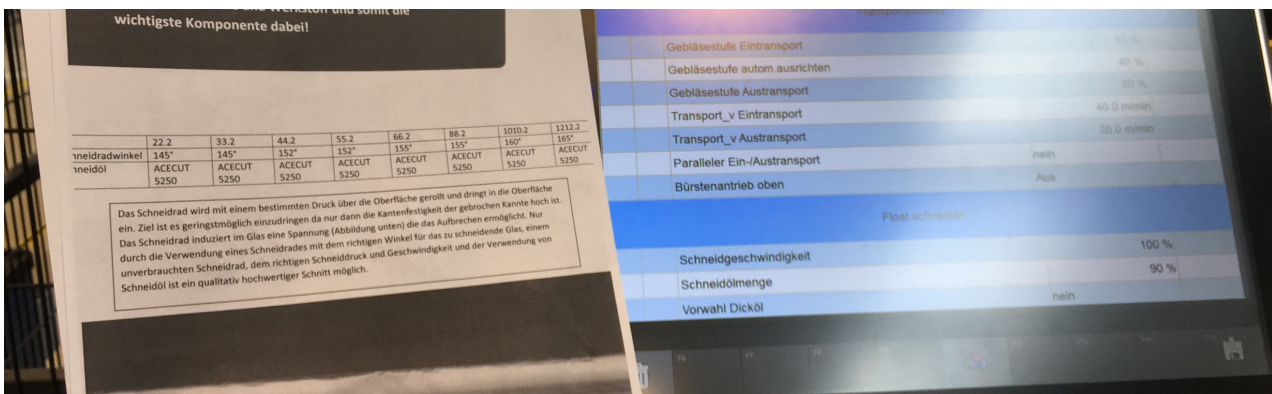 und Werkstoff und somit die
wichtigste Komponente dabei!
22.2 33.2 44.2 55.2 66.2 88.2 1010.2 1212.2
hneidradwinkel 145° 145° 152° 152° 155° 155° 160° 165°
hneidöl ACECUT ACECUT ACECUT ACECUT ACECUT ACECUT ACECUT ACECUT
5250 5250 5250 5250 5250 5250 5250 5250
Das Schneidrad wird mit einem bestimmten Druck über die Oberfläche gerollt und dringt in die Oberfläche
ein. Ziel ist es geringstmöglich einzudringen da nur dann die Kantenfestigkeit der gebrochen Kannte hoch ist.
Das Schneidrad induziert im Glas eine Spannung (Abbildung unten) die das Aufbrechen ermöglicht. Nur
durch die Verwendung eines Schneidrades mit dem richtigen Winkel für das zu schneidende Glas, einem
unverbrauchten Schneidrad, dem richtigen Schneiddruck und Geschwindigkeit und der Verwendung von
Schneidöl ist ein qualitativ hochwertiger Schnitt möglich.
Gebläsestufe Eintransport
Gebläsestufe autom.ausrichten 40 %
Gebläsestufe Austransport 50 %
Transport_v Eintransport 40.0 m/min
Transport_v Austransport 20.0 m/min
Paralleler Ein-/Austransport nein
Bürstenantrieb oben Aus
Float schneiden
Schneidgeschwindigkeit 100 %
Schneidölmenge 90 %
Vorwahl Dicköl nein